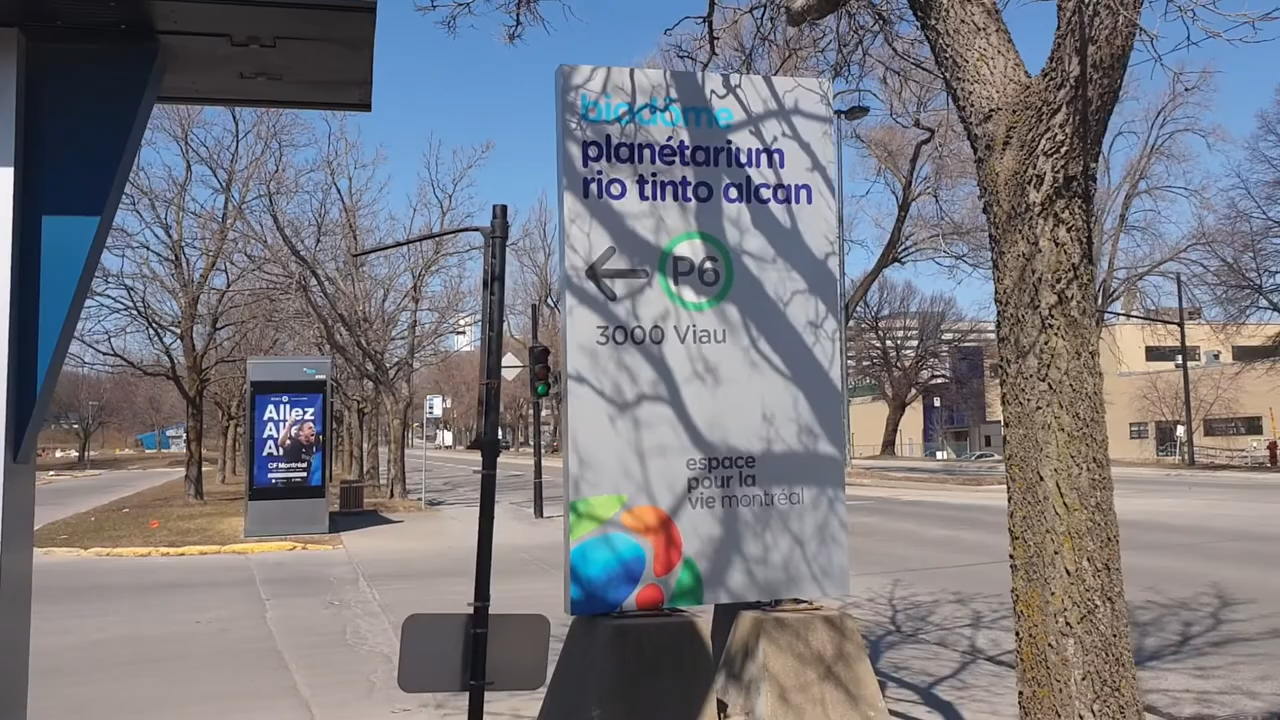 biodôme
planétarium
rio tinto alcan
P6
3000 Viau
espace
pour la
vie montréal
Allez
CF Montréal